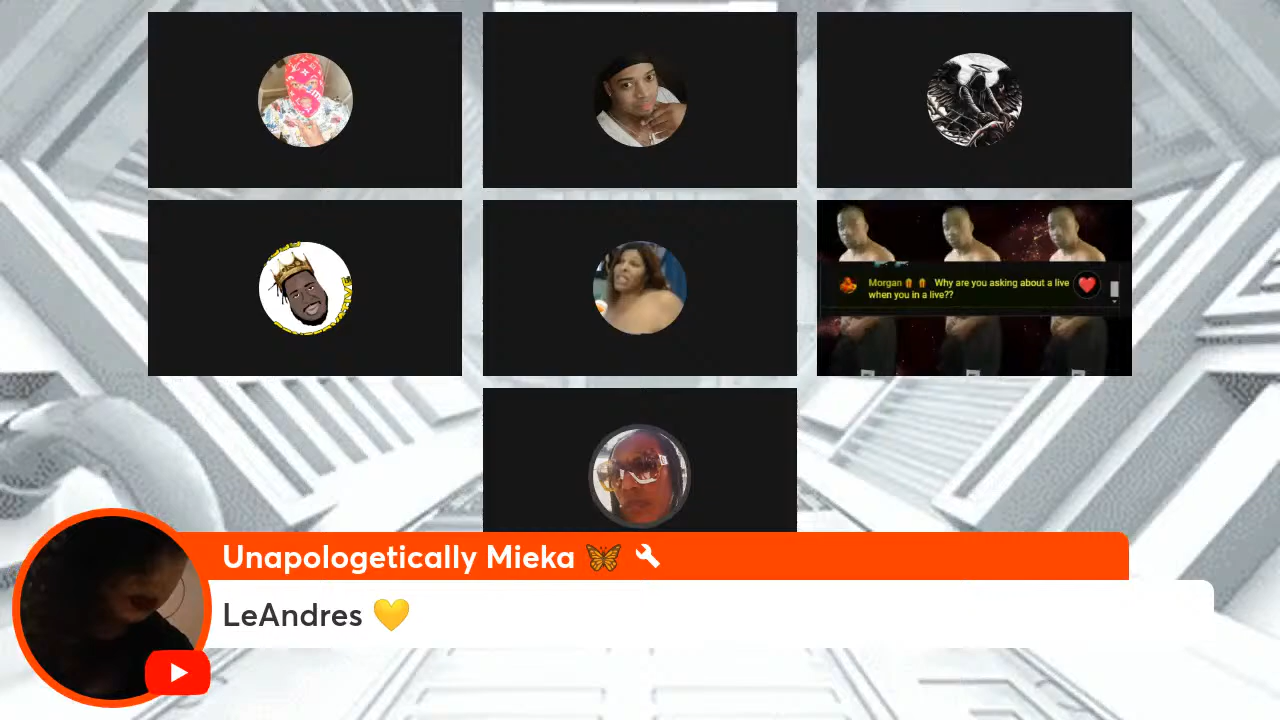 Morgan Why are you asking about a live
when you in a live??
Unapologetically Mieka 🦋 🔧
LeAndres 💛